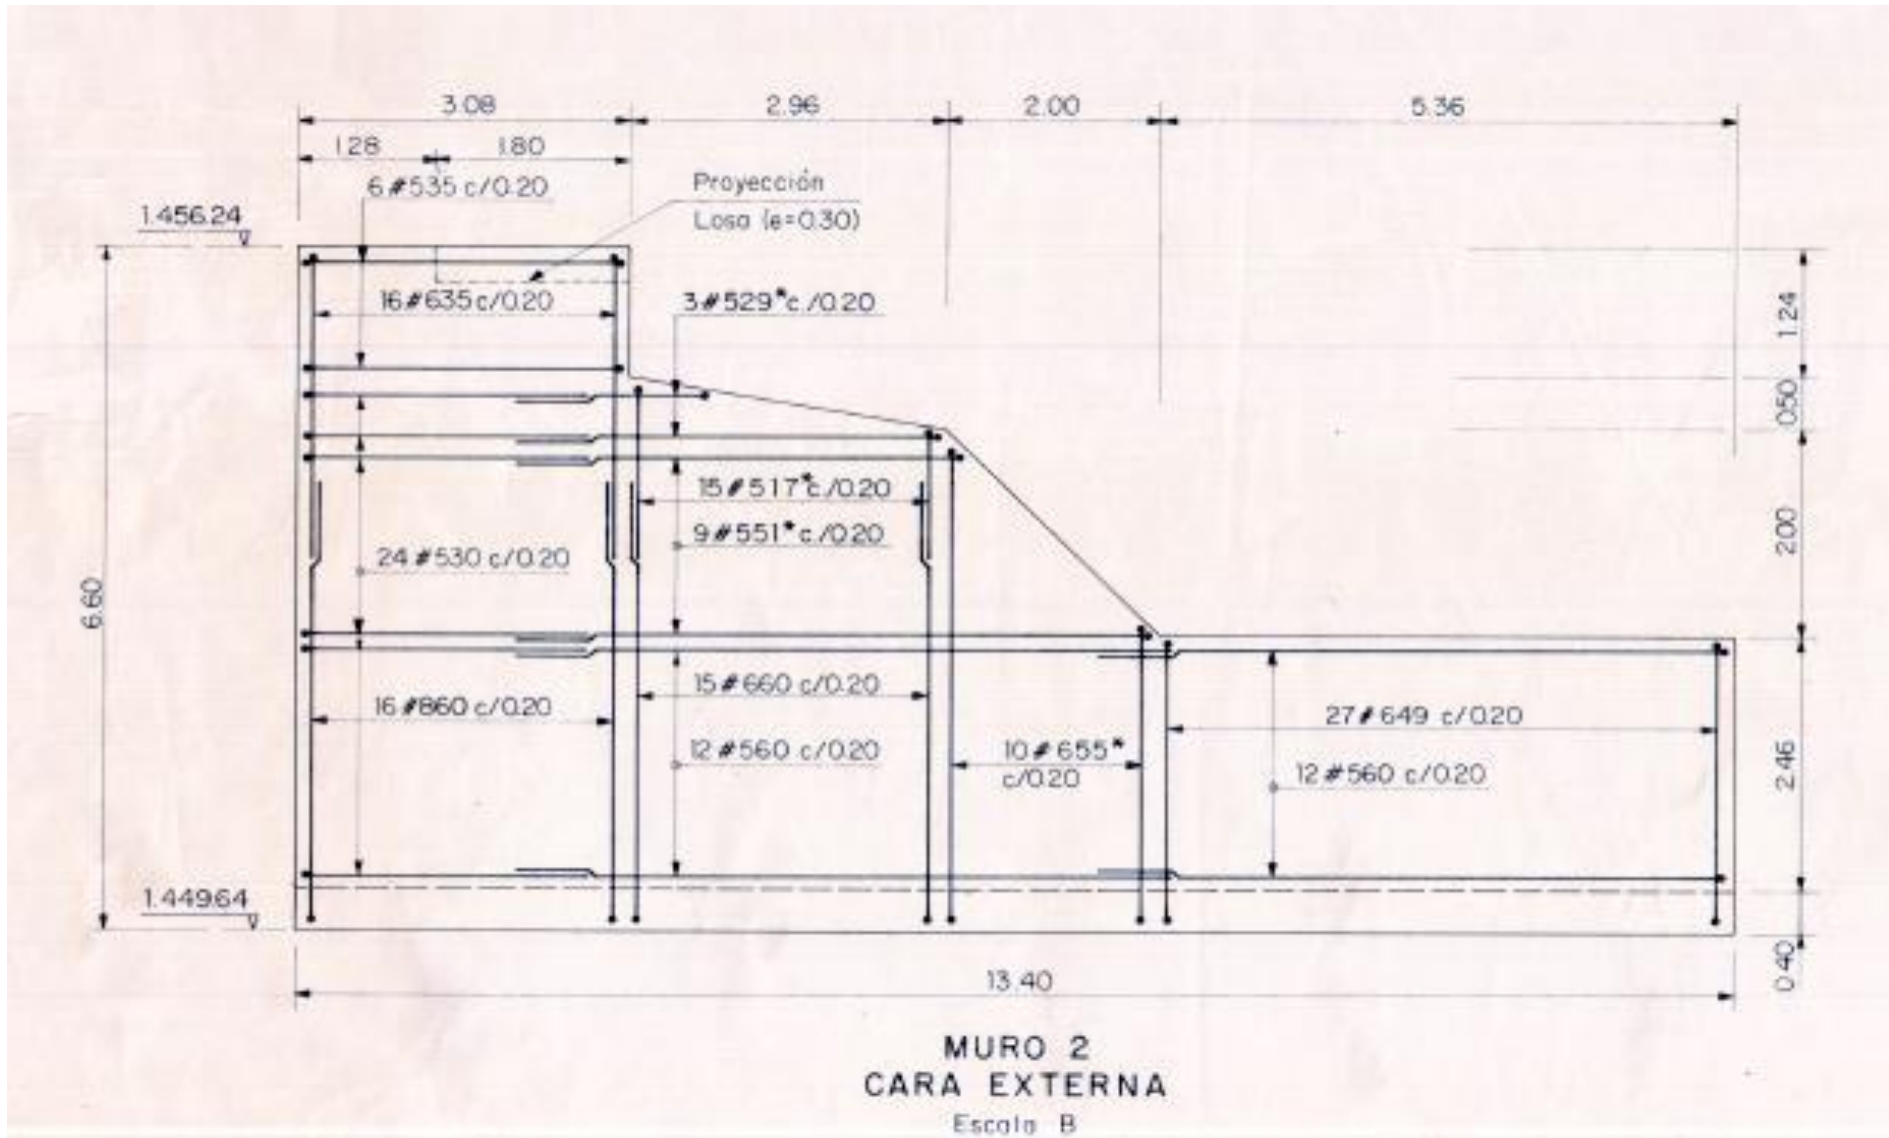 3.08
2.96
2.00
5.36
1.28
1.80
6#535 c/0.20
Proyección
Losa (e=0.30)
1.456.24
1.24
16#635 c/0.20
3#529*c./0.20
0.50
15#517*c./0.20
9#551*c./0.20
2.00
24#530 c/0.20
6.60
15#660 c/0.20
16#860 c/0.20
27#649 c/0.20
12#560 c/0.20
10#655*
c/0.20
12#560 c/0.20
2.46
1.449.64
0.40
13.40
MURO 2
CARA EXTERNA
Escala B